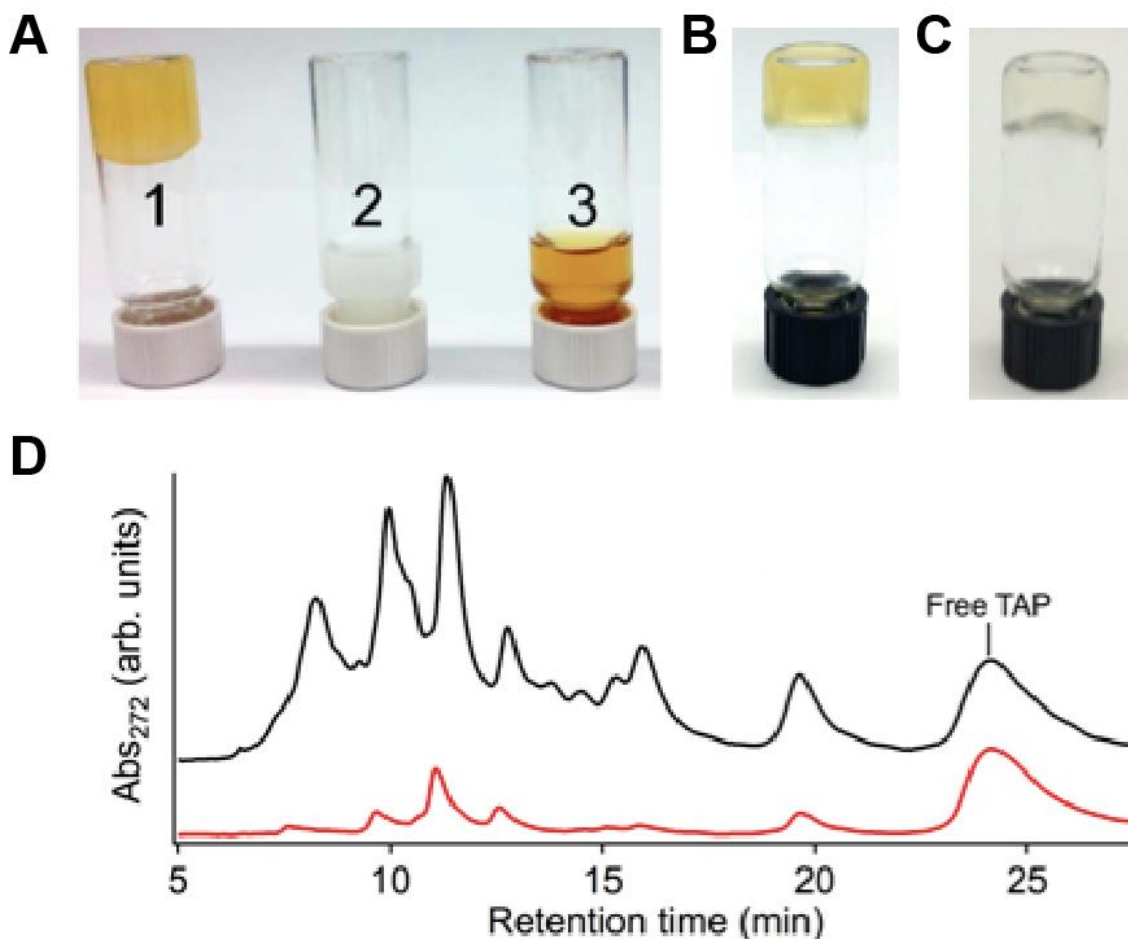 A
B
C
1
2
3
D
Abs272 (arb. units)
Free TAP
5
10
15
20
25
Retention time (min)